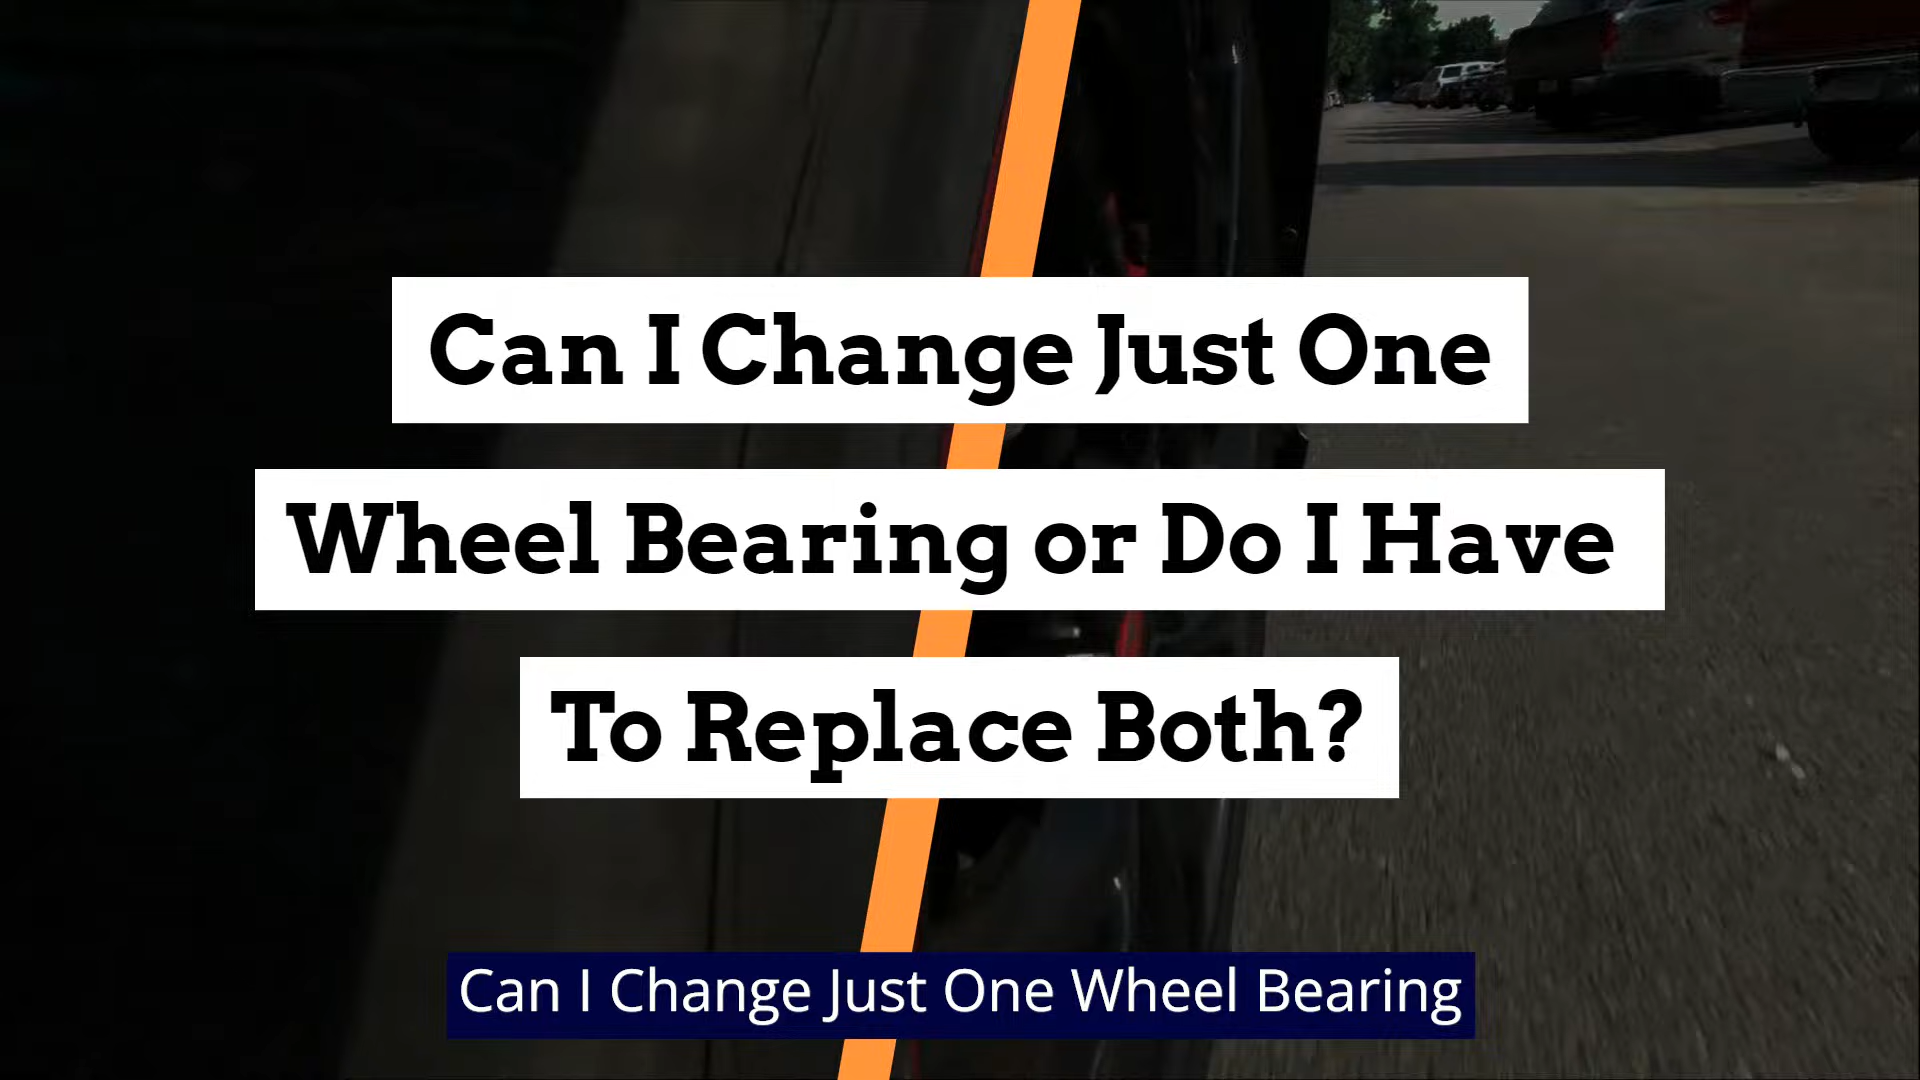 Can I Change Just One
Wheel Bearing or Do I Have
To Replace Both?
Can I Change Just One Wheel Bearing